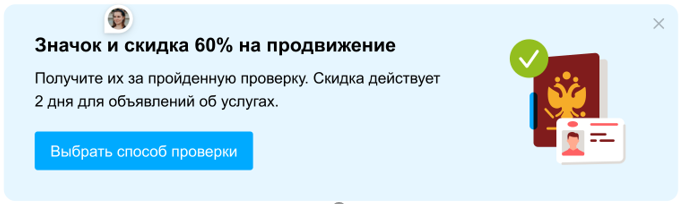 Значок и скидка 60% на продвижение
Получите их за пройденную проверку. Скидка действует
2 дня для объявлений об услугах.
Выбрать способ проверки